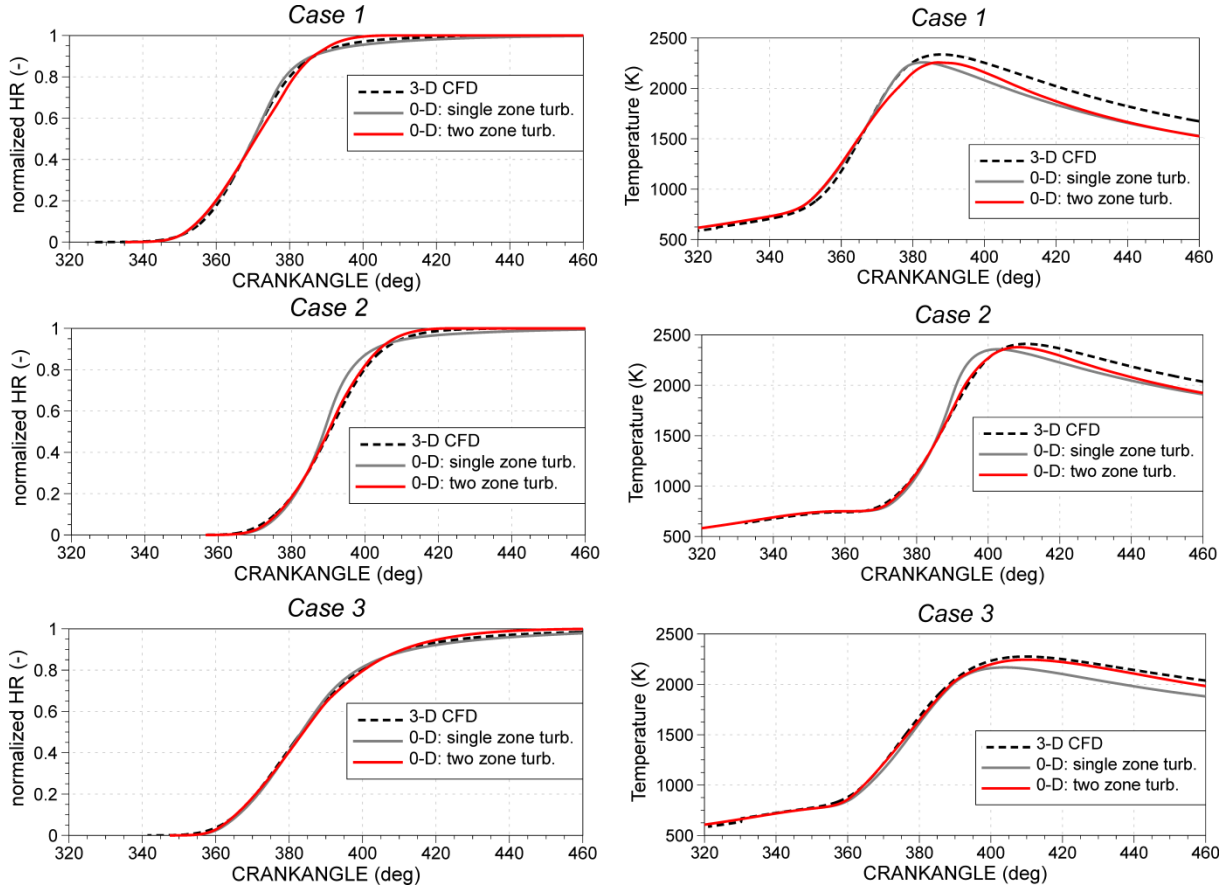 Case 1
normalized HR (-)
1
0.8
0.6
0.4
0.2
0
3-D CFD
0-D: single zone turb.
0-D: two zone turb.
320 340 360 380 400 420 440 460
CRANKANGLE (deg)
Case 1
Temperature (K)
2500
2000
1500
1000
500
3-D CFD
0-D: single zone turb.
0-D: two zone turb.
320 340 360 380 400 420 440 460
CRANKANGLE (deg)
Case 2
normalized HR (-)
1
0.8
0.6
0.4
0.2
0
3-D CFD
0-D: single zone turb.
0-D: two zone turb.
320 340 360 380 400 420 440 460
CRANKANGLE (deg)
Case 2
Temperature (K)
2500
2000
1500
1000
500
3-D CFD
0-D: single zone turb.
0-D: two zone turb.
320 340 360 380 400 420 440 460
CRANKANGLE (deg)
Case 3
normalized HR (-)
1
0.8
0.6
0.4
0.2
0
3-D CFD
0-D: single zone turb.
0-D: two zone turb.
320 340 360 380 400 420 440 460
CRANKANGLE (deg)
Case 3
Temperature (K)
2500
2000
1500
1000
500
3-D CFD
0-D: single zone turb.
0-D: two zone turb.
320 340 360 380 400 420 440 460
CRANKANGLE (deg)